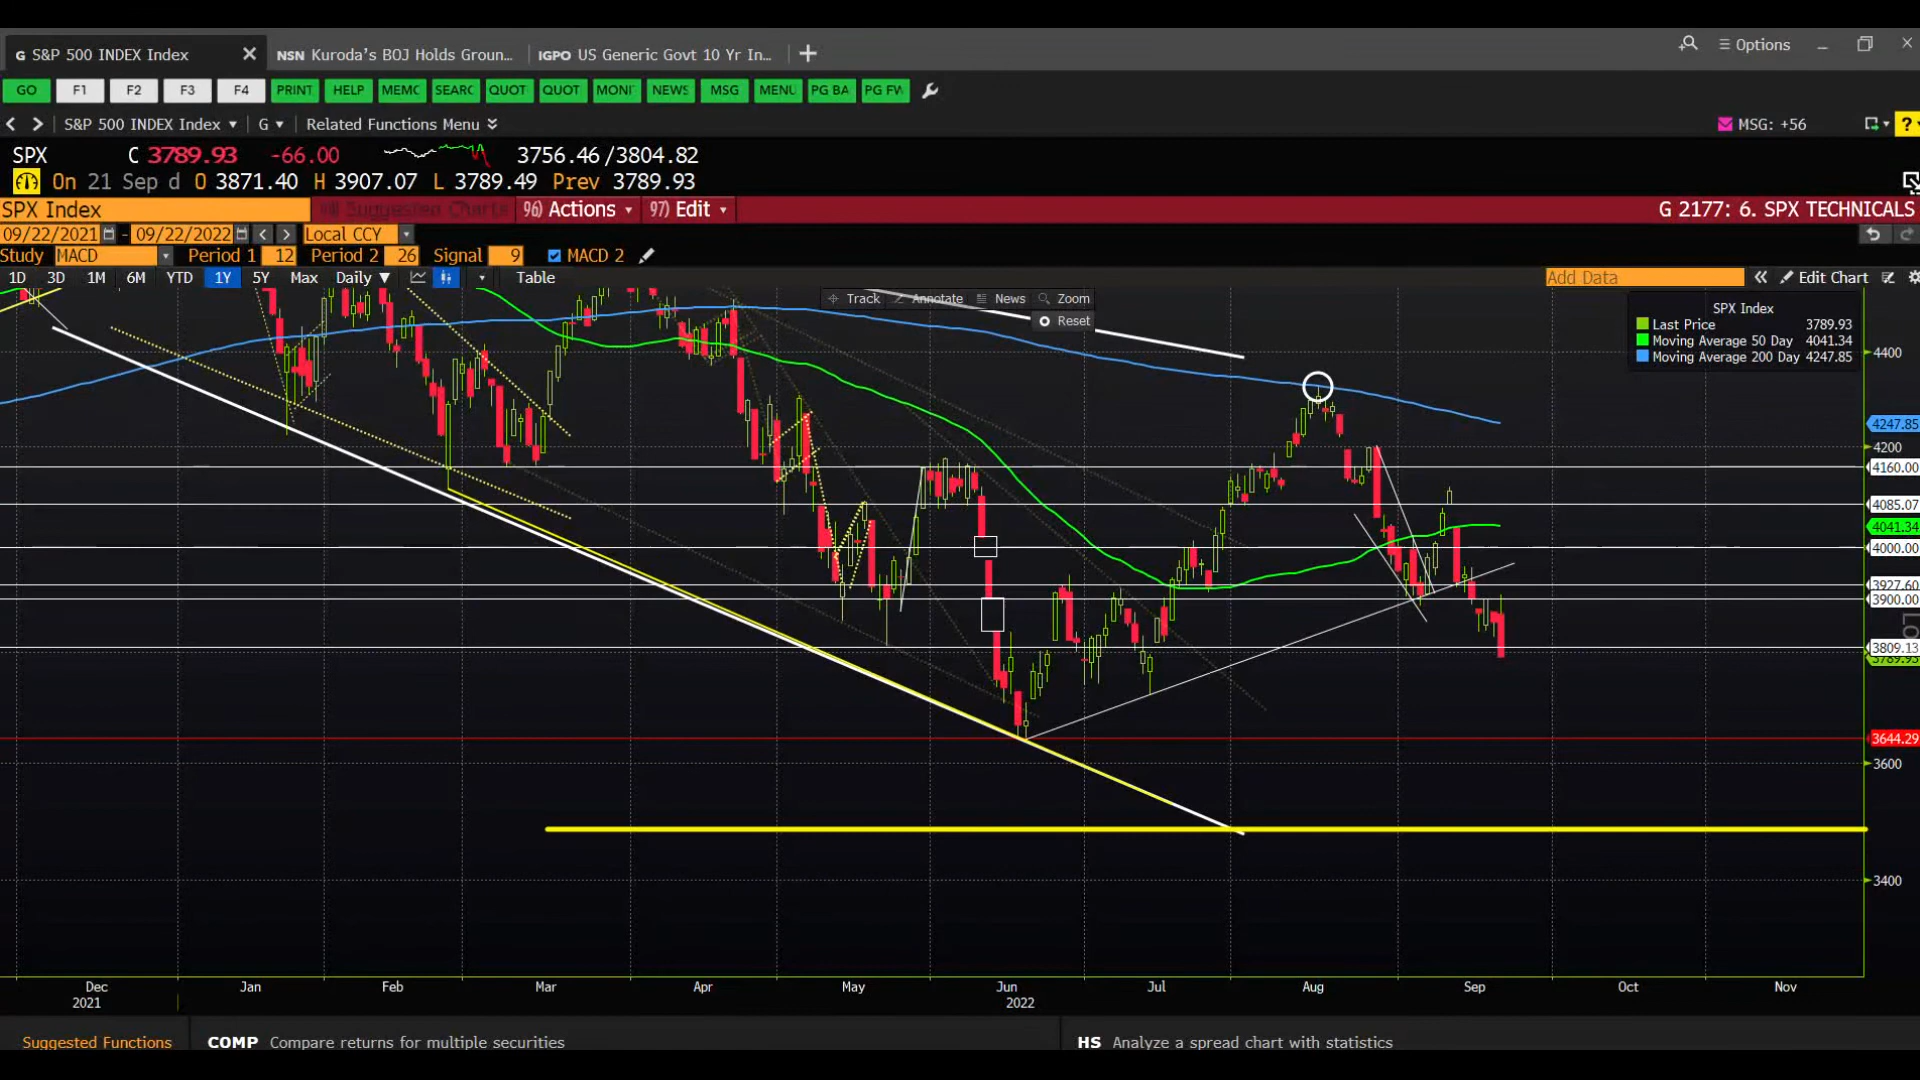 G S&P 500 INDEX Index
NSN Kuroda's BOJ Holds Groun...
IGPO US Generic Govt 10 Yr In...
Options
GO F1 F2 F3 F4 PRINT HELP MEMC SEARC QUOT QUOT MONI NEWS MSG MENU PG BA PG FW
S&P 500 INDEX Index G Related Functions Menu
MSG: +56
?
SPX C 3789.93 -66.00 3756.46 /3804.82
On 21 Sep d O 3871.40 H 3907.07 L 3789.49 Prev 3789.93
SPX Index Suggested Charts 96) Actions 97) Edit
G 2177: 6. SPX TECHNICALS
09/22/2021 - 09/22/2022 Local CCY
Study MACD Period 1 12 Period 2 26 Signal 9 MACD 2
1D 3D 1M 6M YTD 1Y 5Y Max Daily Table
Add Data Edit Chart
Track Annotate News Zoom
Reset
SPX Index
Last Price 3789.93
Moving Average 50 Day 4041.34
Moving Average 200 Day 4247.85
4400
4247.85
4200
4160.00
4085.07
4041.34
4000.00
3927.60
3900.00
3809.13
3789.93
3644.29
3600
3400
Dec Jan Feb Mar Apr May Jun Jul Aug Sep Oct Nov
2021 2022
Suggested Functions COMP Compare returns for multiple securities HS Analyze a spread chart with statistics